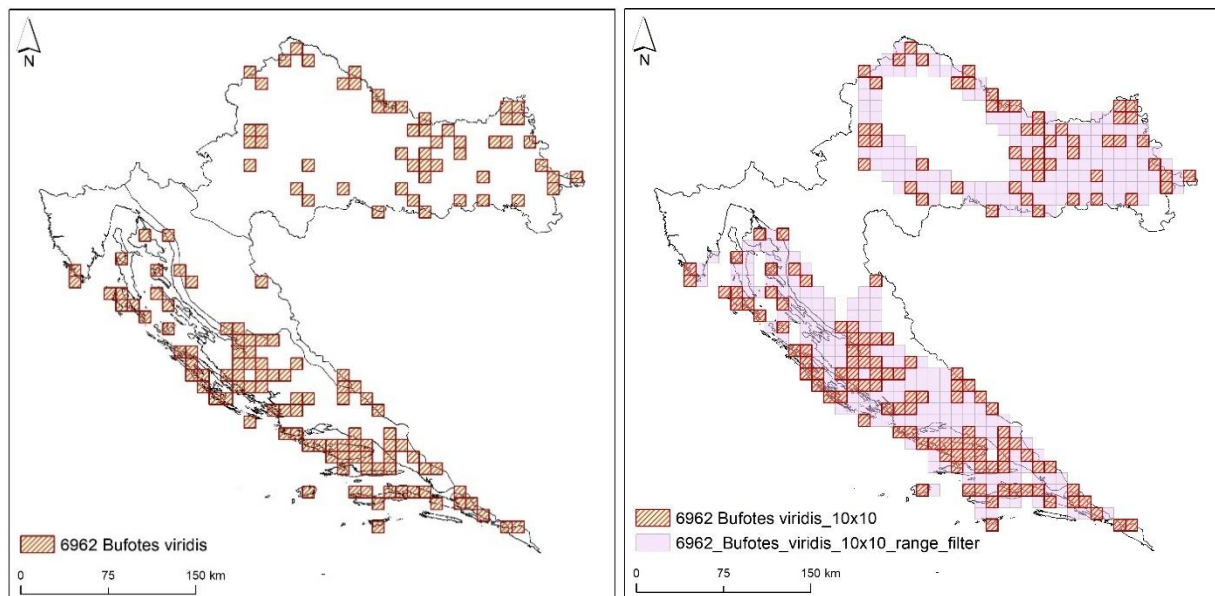 N
6962 Bufotes viridis
0 75 150 km
-
N
6962 Bufotes viridis_10x10
6962_Bufotes_viridis_10x10_range_filter
0 75 150 km
-